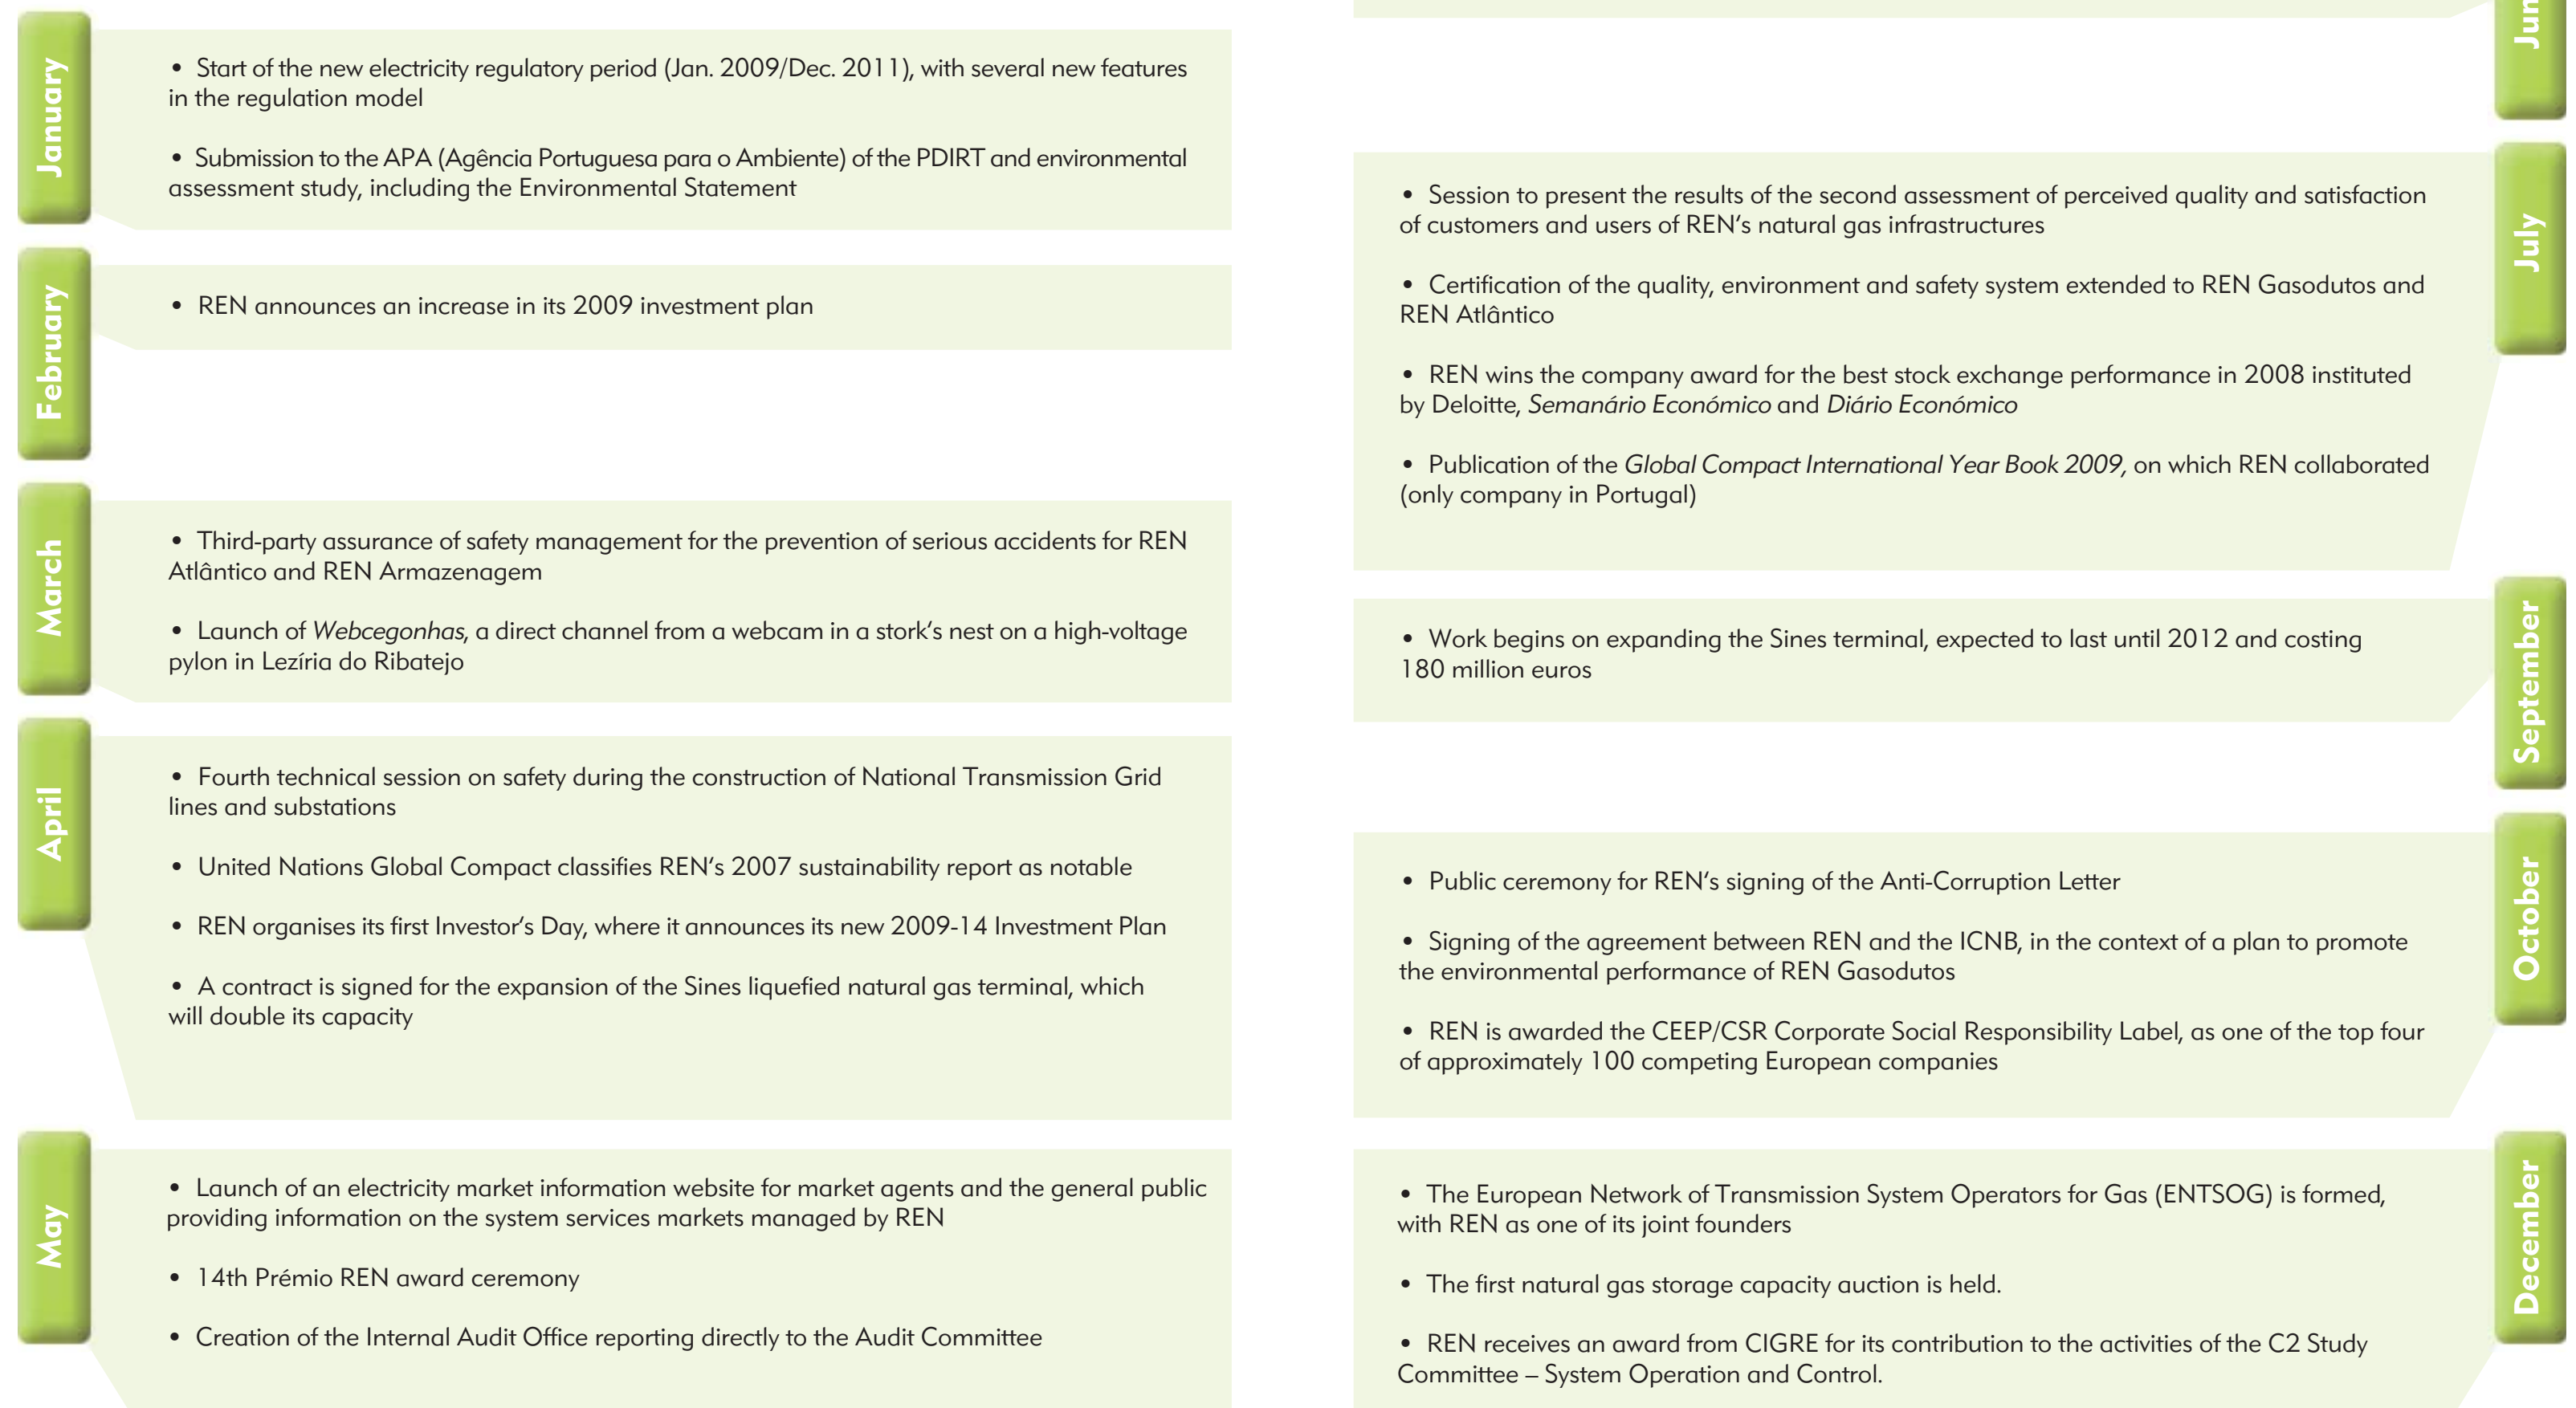 January
• Start of the new electricity regulatory period (Jan. 2009/Dec. 2011), with several new features
in the regulation model
• Submission to the APA (Agência Portuguesa para o Ambiente) of the PDIRT and environmental
assessment study, including the Environmental Statement
February
• REN announces an increase in its 2009 investment plan
March
• Third-party assurance of safety management for the prevention of serious accidents for REN
Atlântico and REN Armazenagem
• Launch of Webcegonhas, a direct channel from a webcam in a stork's nest on a high-voltage
pylon in Lezíria do Ribatejo
April
• Fourth technical session on safety during the construction of National Transmission Grid
lines and substations
• United Nations Global Compact classifies REN's 2007 sustainability report as notable
• REN organises its first Investor's Day, where it announces its new 2009-14 Investment Plan
• A contract is signed for the expansion of the Sines liquefied natural gas terminal, which
will double its capacity
May
• Launch of an electricity market information website for market agents and the general public
providing information on the system services markets managed by REN
• 14th Prémio REN award ceremony
• Creation of the Internal Audit Office reporting directly to the Audit Committee
Jun
July
• Session to present the results of the second assessment of perceived quality and satisfaction
of customers and users of REN's natural gas infrastructures
• Certification of the quality, environment and safety system extended to REN Gasodutos and
REN Atlântico
• REN wins the company award for the best stock exchange performance in 2008 instituted
by Deloitte, Semanário Económico and Diário Económico
• Publication of the Global Compact International Year Book 2009, on which REN collaborated
(only company in Portugal)
September
• Work begins on expanding the Sines terminal, expected to last until 2012 and costing
180 million euros
October
• Public ceremony for REN's signing of the Anti-Corruption Letter
• Signing of the agreement between REN and the ICNB, in the context of a plan to promote
the environmental performance of REN Gasodutos
• REN is awarded the CEEP/CSR Corporate Social Responsibility Label, as one of the top four
of approximately 100 competing European companies
December
• The European Network of Transmission System Operators for Gas (ENTSOG) is formed,
with REN as one of its joint founders
• The first natural gas storage capacity auction is held.
• REN receives an award from CIGRE for its contribution to the activities of the C2 Study
Committee – System Operation and Control.